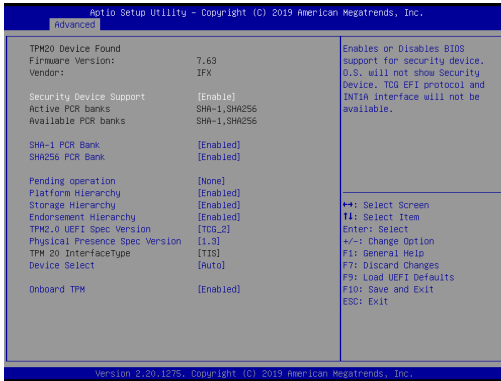 Aptio Setup Utility – Copyright (C) 2019 American Megatrends, Inc.
Advanced
TPM20 Device Found
Firmware Version: 7.63
Vendor: IFX
Security Device Support [Enable]
Active PCR banks SHA-1,SHA256
Available PCR banks SHA-1,SHA256
SHA-1 PCR Bank [Enabled]
SHA256 PCR Bank [Enabled]
Pending operation [None]
Platform Hierarchy [Enabled]
Storage Hierarchy [Enabled]
Endorsement Hierarchy [Enabled]
TPM2.0 UEFI Spec Version [TCG_2]
Physical Presence Spec Version [1.3]
TPM 20 InterfaceType [TIS]
Device Select [Auto]
Onboard TPM [Enabled]
Enables or Disables BIOS
support for security device.
O.S. will not show Security
Device. TCG EFI protocol and
INT1A interface will not be
available.
↔: Select Screen
↑↓: Select Item
Enter: Select
+/-: Change Option
F1: General Help
F7: Discard Changes
F9: Load UEFI Defaults
F10: Save and Exit
ESC: Exit
Version 2.20.1275. Copyright (C) 2019 American Megatrends, Inc.